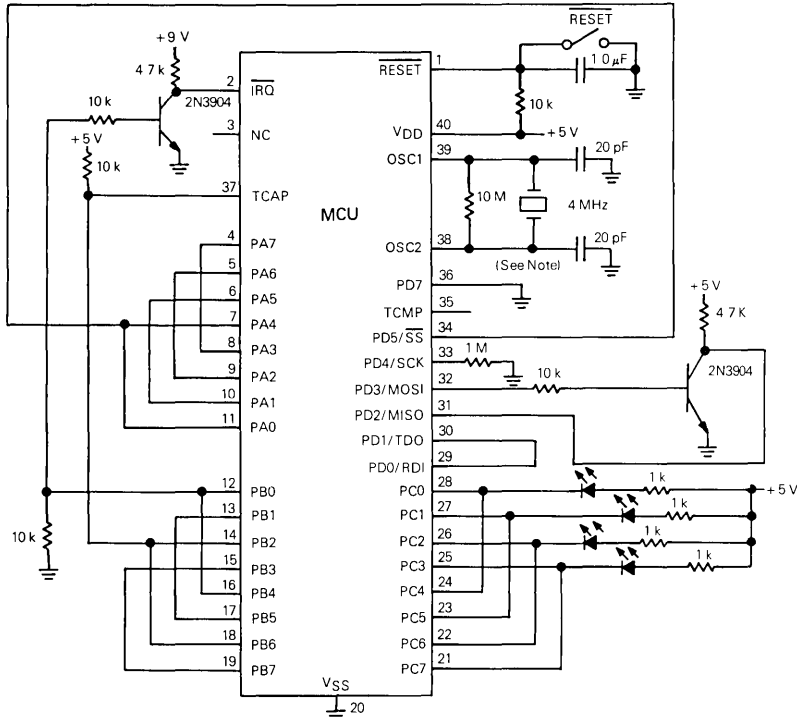 RESET
+9 V
4 7 k
2 IRQ
2N3904
10 k
+5 V
10 k
3 NC
37 TCAP
MCU
4 PA7
5 PA6
6 PA5
7 PA4
8 PA3
9 PA2
10 PA1
11 PA0
12 PB0
13 PB1
14 PB2
15 PB3
16 PB4
17 PB5
18 PB6
19 PB7
10 k
VSS
20
RESET 1
1 0 µF
10 k
VDD 40
+5 V
OSC1 39
20 pF
10 M
4 MHz
OSC2 38
20 pF
(See Note)
PD7 36
TCMP 35
PD5/SS 34
PD4/SCK 33
1 M
PD3/MOSI 32
10 k
+5 V
4 7 K
2N3904
PD2/MISO 31
PD1/TDO 30
PD0/RDI 29
PC0 28
1 k
+5 V
PC1 27
1 k
PC2 26
1 k
PC3 25
1 k
PC4 24
PC5 23
PC6 22
PC7 21